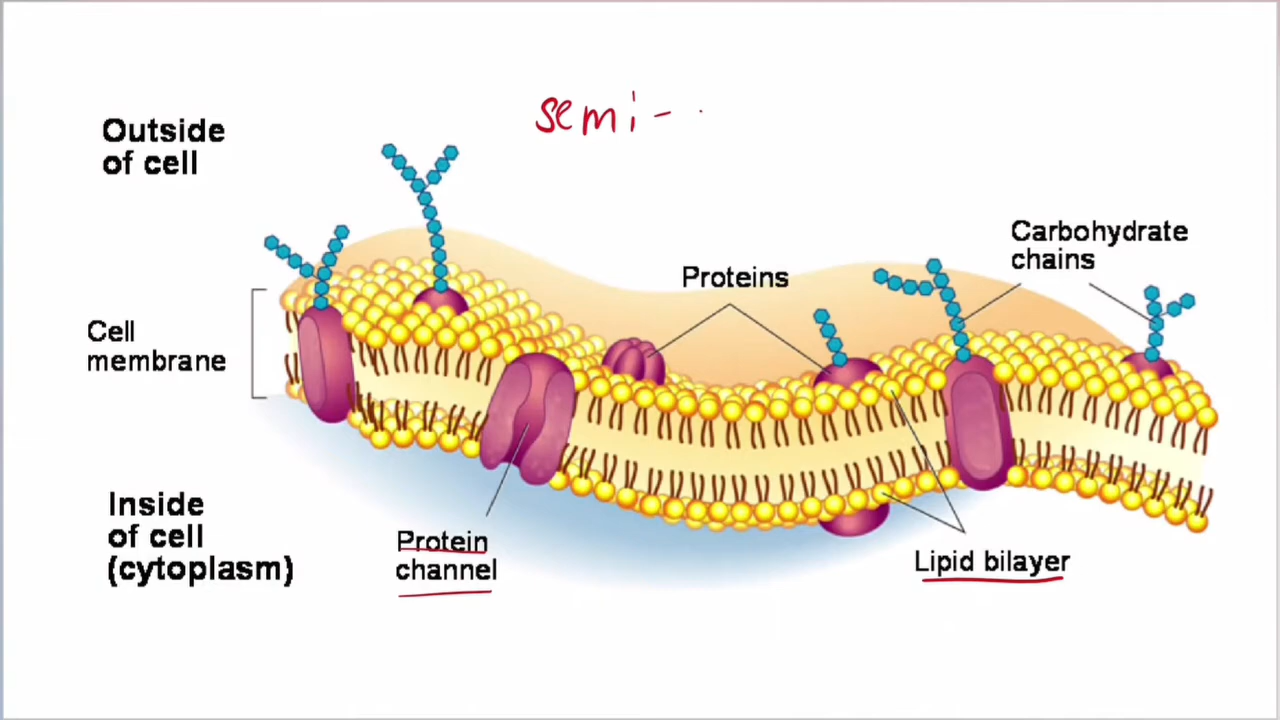 semi-
Outside
of cell
Carbohydrate
chains
Proteins
Cell
membrane
Inside
of cell
(cytoplasm)
Protein
channel
Lipid bilayer